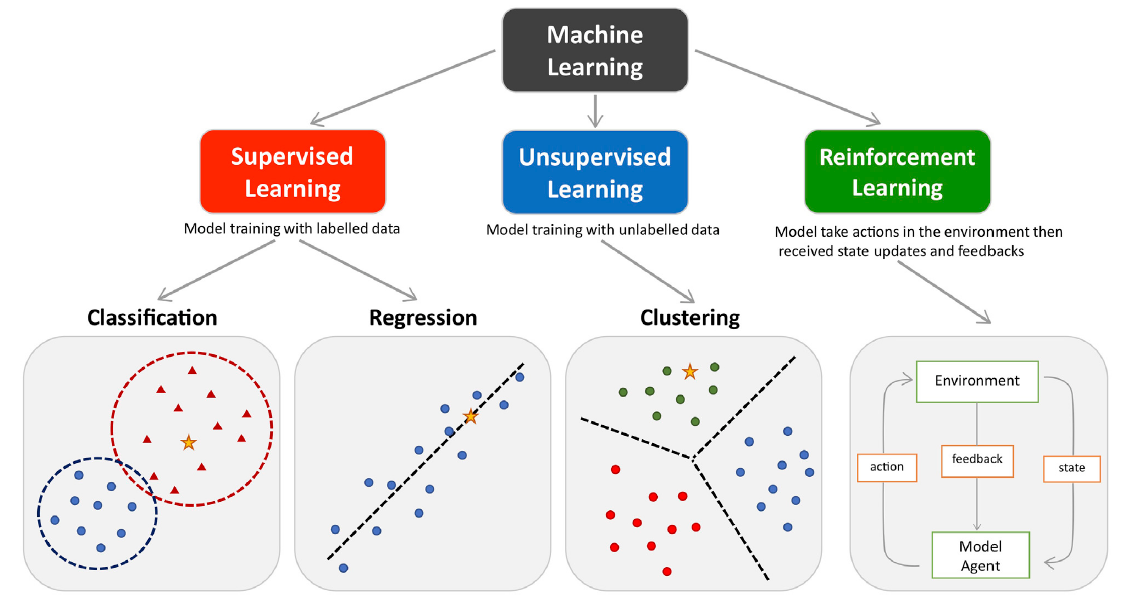 Machine
Learning
Supervised
Learning
Unsupervised
Learning
Reinforcement
Learning
Model training with labelled data
Model training with unlabelled data
Model take actions in the environment then
received state updates and feedbacks
Classification
Regression
Clustering
Environment
action
feedback
state
Model
Agent